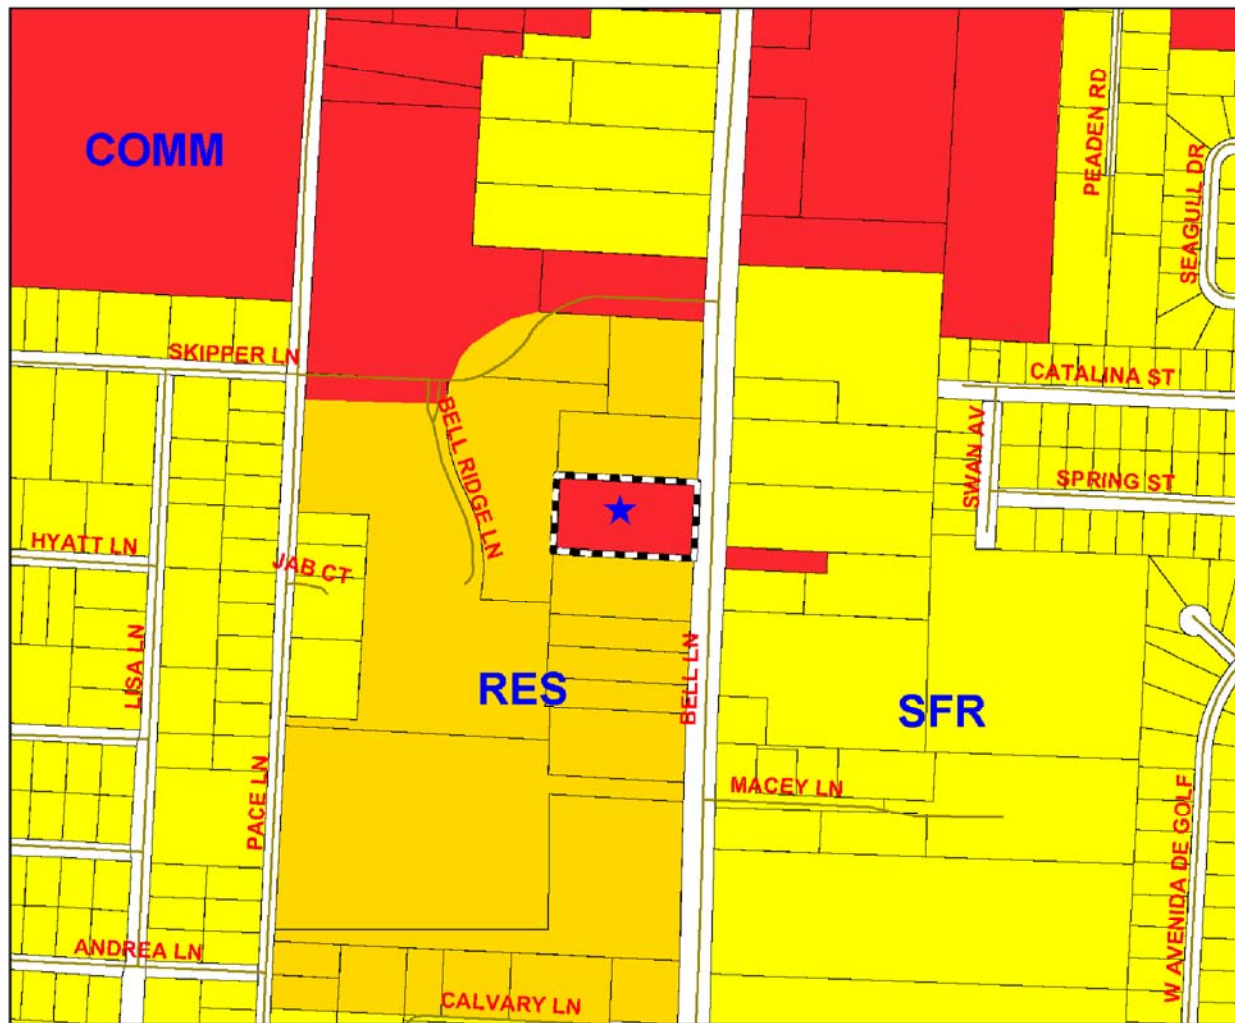 COMM
PEADEN RD
SEAGULL DR
SKIPPER LN
CATALINA ST
BELL RIDGE LN
SWAN AV
SPRING ST
HYATT LN
JAB CT
LISA LN
RES
BELL LN
SFR
PACE LN
MACEY LN
W AVENIDA DE GOLF
ANDREA LN
CALVARY LN